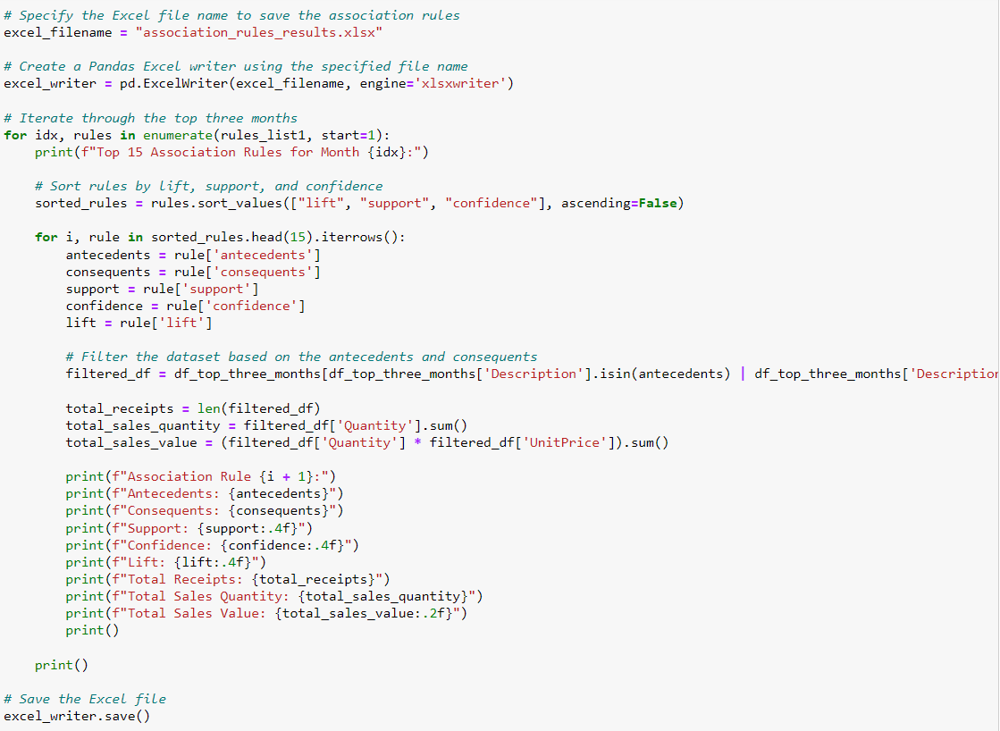 # Specify the Excel file name to save the association rules
excel_filename = "association_rules_results.xlsx"
# Create a Pandas Excel writer using the specified file name
excel_writer = pd.ExcelWriter(excel_filename, engine='xlsxwriter')
# Iterate through the top three months
for idx, rules in enumerate(rules_list1, start=1):
    print(f"Top 15 Association Rules for Month {idx}:")
    # Sort rules by lift, support, and confidence
    sorted_rules = rules.sort_values(["lift", "support", "confidence"], ascending=False)
    for i, rule in sorted_rules.head(15).iterrows():
        antecedents = rule['antecedents']
        consequents = rule['consequents']
        support = rule['support']
        confidence = rule['confidence']
        lift = rule['lift']
        # Filter the dataset based on the antecedents and consequents
        filtered_df = df_top_three_months[df_top_three_months['Description'].isin(antecedents) | df_top_three_months['Description
        total_receipts = len(filtered_df)
        total_sales_quantity = filtered_df['Quantity'].sum()
        total_sales_value = (filtered_df['Quantity'] * filtered_df['UnitPrice']).sum()
        print(f"Association Rule {i + 1}:")
        print(f"Antecedents: {antecedents}")
        print(f"Consequents: {consequents}")
        print(f"Support: {support:.4f}")
        print(f"Confidence: {confidence:.4f}")
        print(f"Lift: {lift:.4f}")
        print(f"Total Receipts: {total_receipts}")
        print(f"Total Sales Quantity: {total_sales_quantity}")
        print(f"Total Sales Value: {total_sales_value:.2f}")
        print()
    print()
# Save the Excel file
excel_writer.save()